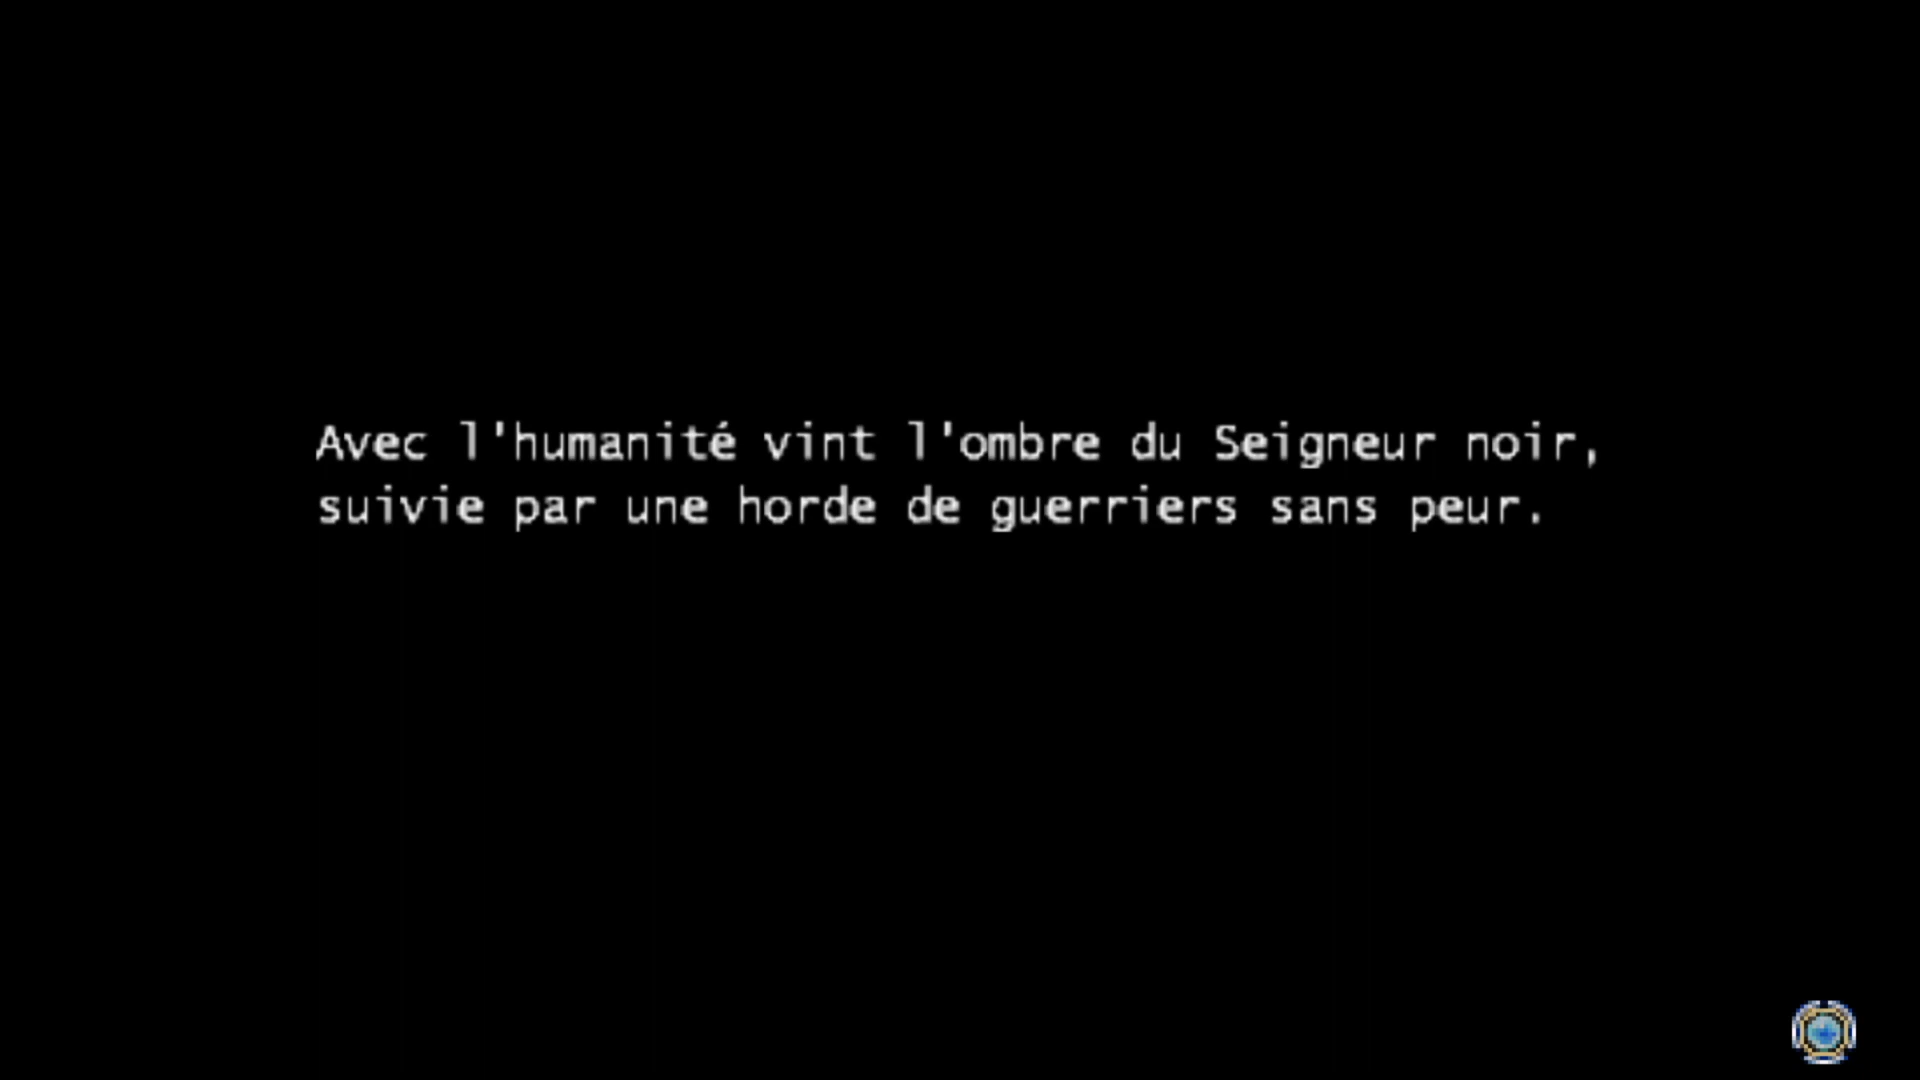 Avec l'humanité vint l'ombre du Seigneur noir,
suivie par une horde de guerriers sans peur.